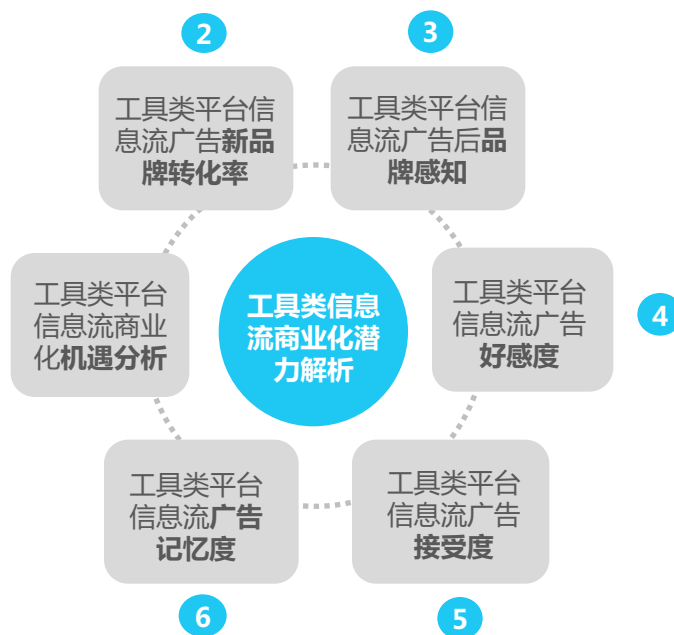 2
3
工具类平台信
息流广告新品
牌转化率
工具类平台信
息流广告后品
牌感知
工具类平台
信息流商业
化机遇分析
工具类信息
流商业化潜
力解析
工具类平台
信息流广告
好感度
4
工具类平台
信息流广告
记忆度
工具类平台
信息流广告
接受度
6
5